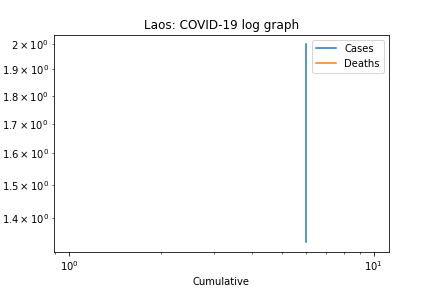 Laos: COVID-19 log graph
2 × 10⁰
1.9 × 10⁰
1.8 × 10⁰
1.7 × 10⁰
1.6 × 10⁰
1.5 × 10⁰
1.4 × 10⁰
Cases
Deaths
10⁰
10¹
Cumulative